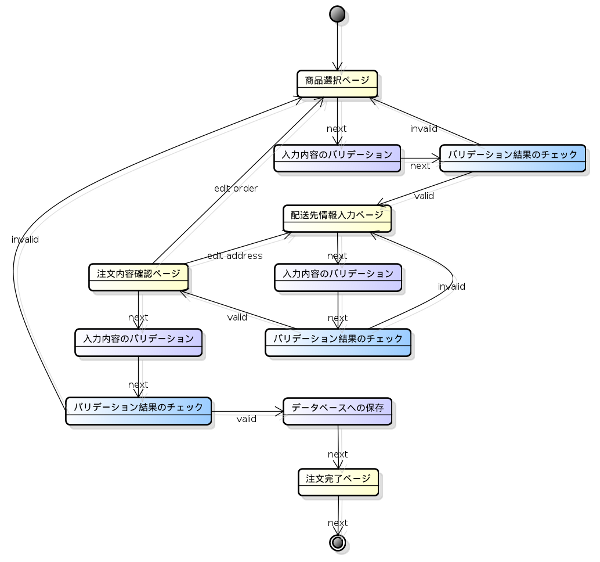 商品選択ページ
next
invalid
入力内容のバリデーション
next
バリデーション結果のチェック
edit order
valid
配送先情報入力ページ
invalid
edit address
next
注文内容確認ページ
入力内容のバリデーション
invalid
next
valid
next
入力内容のバリデーション
バリデーション結果のチェック
next
バリデーション結果のチェック
valid
データベースへの保存
next
注文完了ページ
next